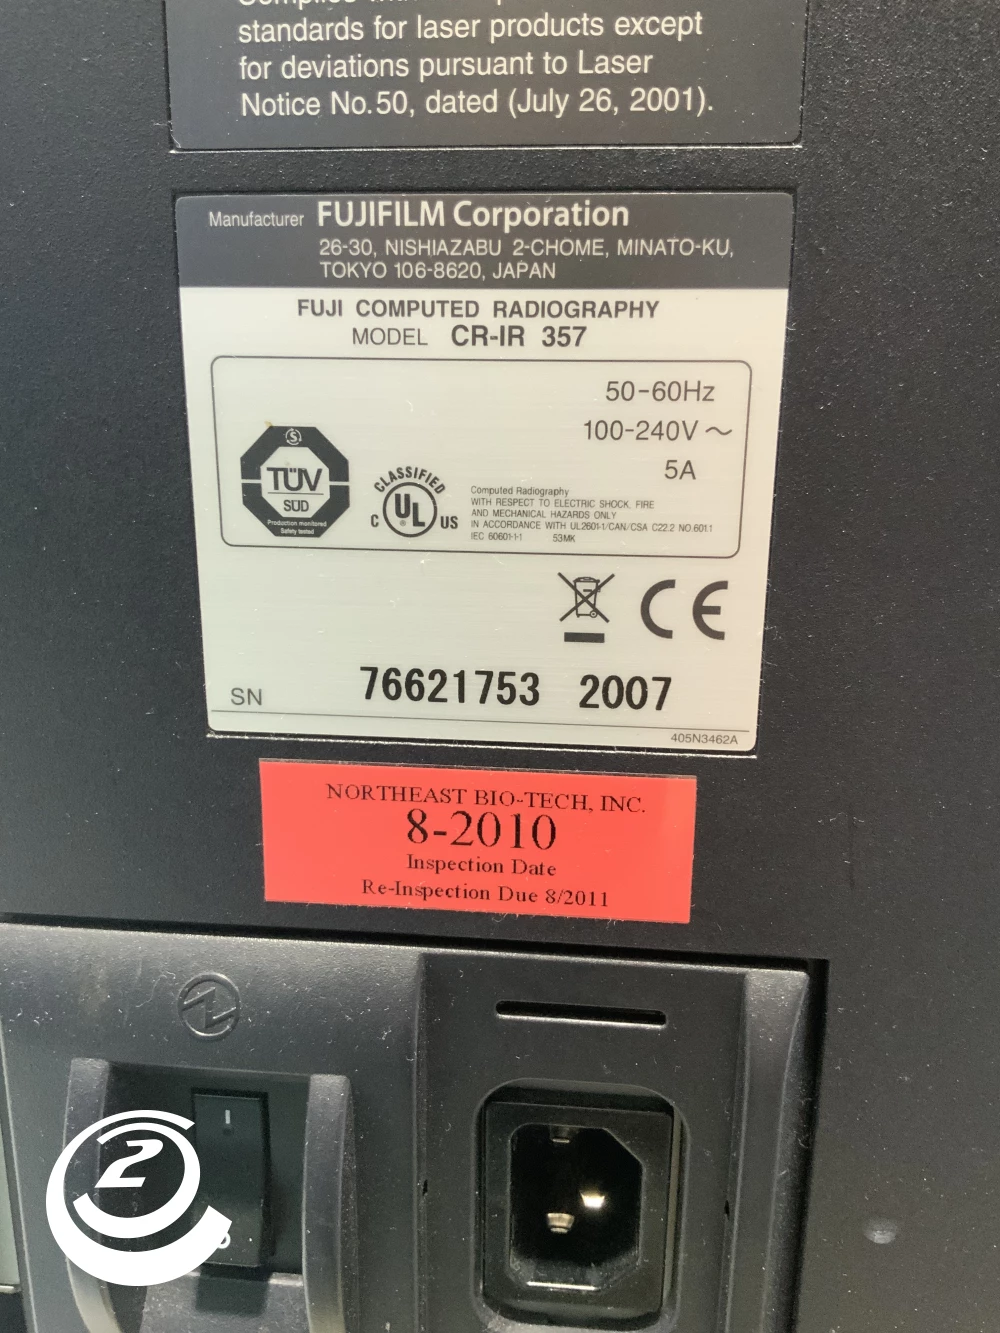 standards for laser products except
for deviations pursuant to Laser
Notice No.50, dated (July 26, 2001).
Manufacturer FUJIFILM Corporation
26-30, NISHIAZABU 2-CHOME, MINATO-KU,
TOKYO 106-8620, JAPAN
FUJI COMPUTED RADIOGRAPHY
MODEL CR-IR 357
50-60Hz
100-240V ~
5A
S
TÜV
SÜD
Production monitored
Safety tested
CLASSIFIED
C UL ® US
Computed Radiography
WITH RESPECT TO ELECTRIC SHOCK, FIRE
AND MECHANICAL HAZARDS ONLY
IN ACCORDANCE WITH UL2601-1/CAN/CSA C22.2 NO.601.1
IEC 60601-1-1 53MK
CE
SN 76621753 2007
405N3462A
NORTHEAST BIO-TECH, INC.
8-2010
Inspection Date
Re-Inspection Due 8/2011
2